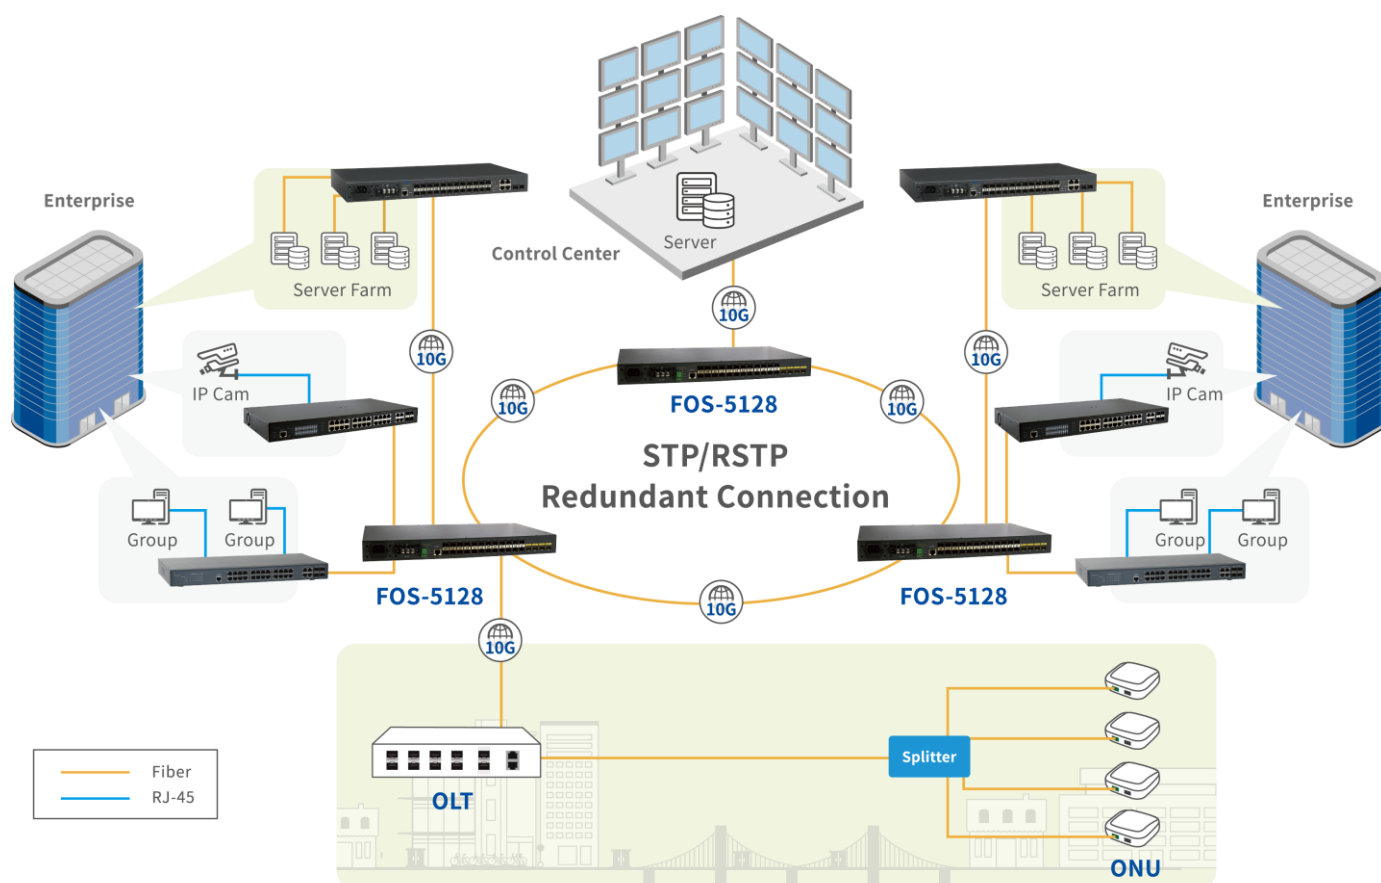 Enterprise
Server Farm
IP Cam
Group
Group
Server
Control Center
10G
10G
10G
10G
10G
Enterprise
Server Farm
IP Cam
Group
Group
FOS-5128
STP/RSTP
Redundant Connection
FOS-5128
FOS-5128
10G
10G
Fiber
RJ-45
OLT
Splitter
ONU